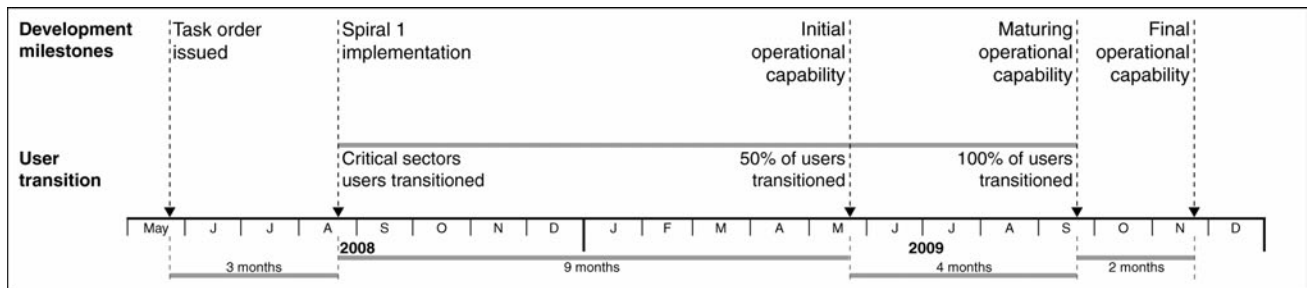 Development milestones
Task order issued
Spiral 1 implementation
Initial operational capability
Maturing operational capability
Final operational capability
User transition
Critical sectors users transitioned
50% of users transitioned
100% of users transitioned
May J J A S O N D J F M A M J J A S O N D
2008 2009
3 months 9 months 4 months 2 months